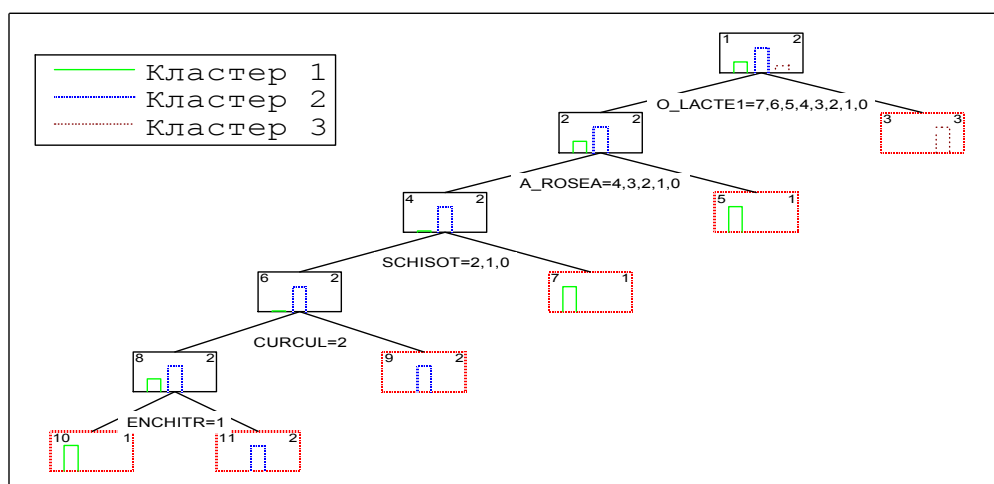 1 2
Кластер 1
Кластер 2
Кластер 3
O_LACTE1=7,6,5,4,3,2,1,0
2 2
3 3
A_ROSEA=4,3,2,1,0
4 2
5 1
SCHISOT=2,1,0
6 2
7 1
CURCUL=2
8 2
9 2
ENCHITR=1
10 1
11 2